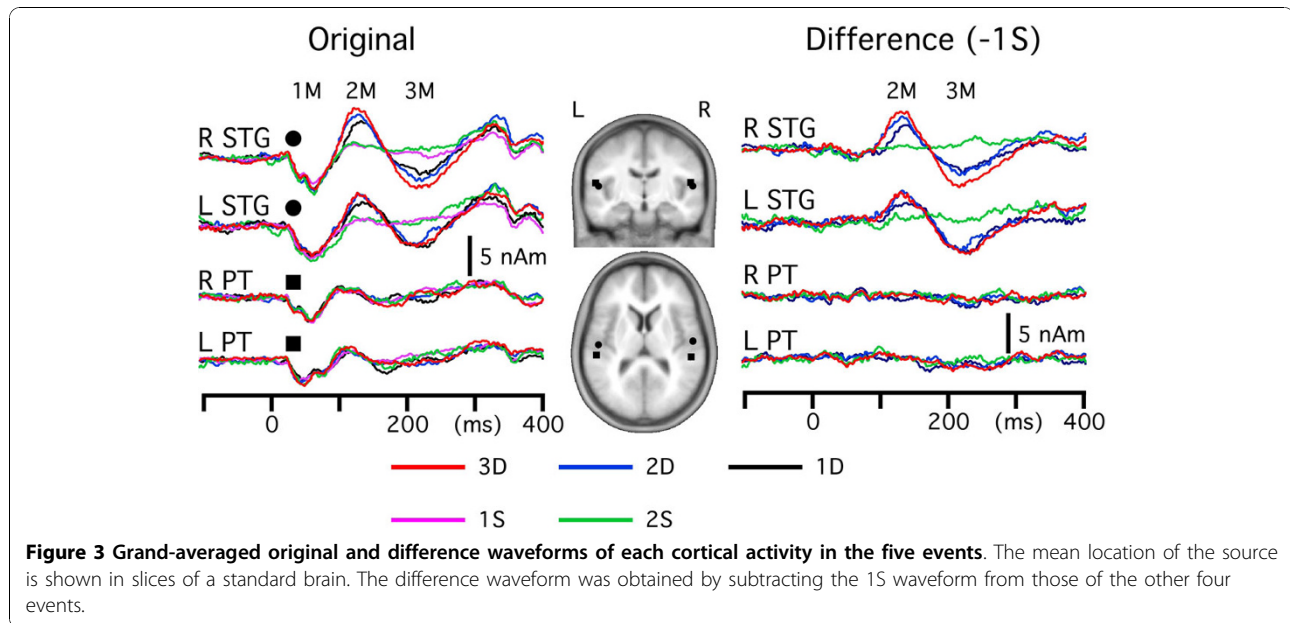 Original
Difference (-1S)
1M 2M 3M
2M 3M
L R
R STG
L STG
R PT
L PT
5 nAm
0 200 (ms) 400
R STG
L STG
R PT
L PT
5 nAm
0 200 (ms) 400
3D 2D 1D
1S 2S
Figure 3 Grand-averaged original and difference waveforms of each cortical activity in the five events. The mean location of the source
is shown in slices of a standard brain. The difference waveform was obtained by subtracting the 1S waveform from those of the other four
events.